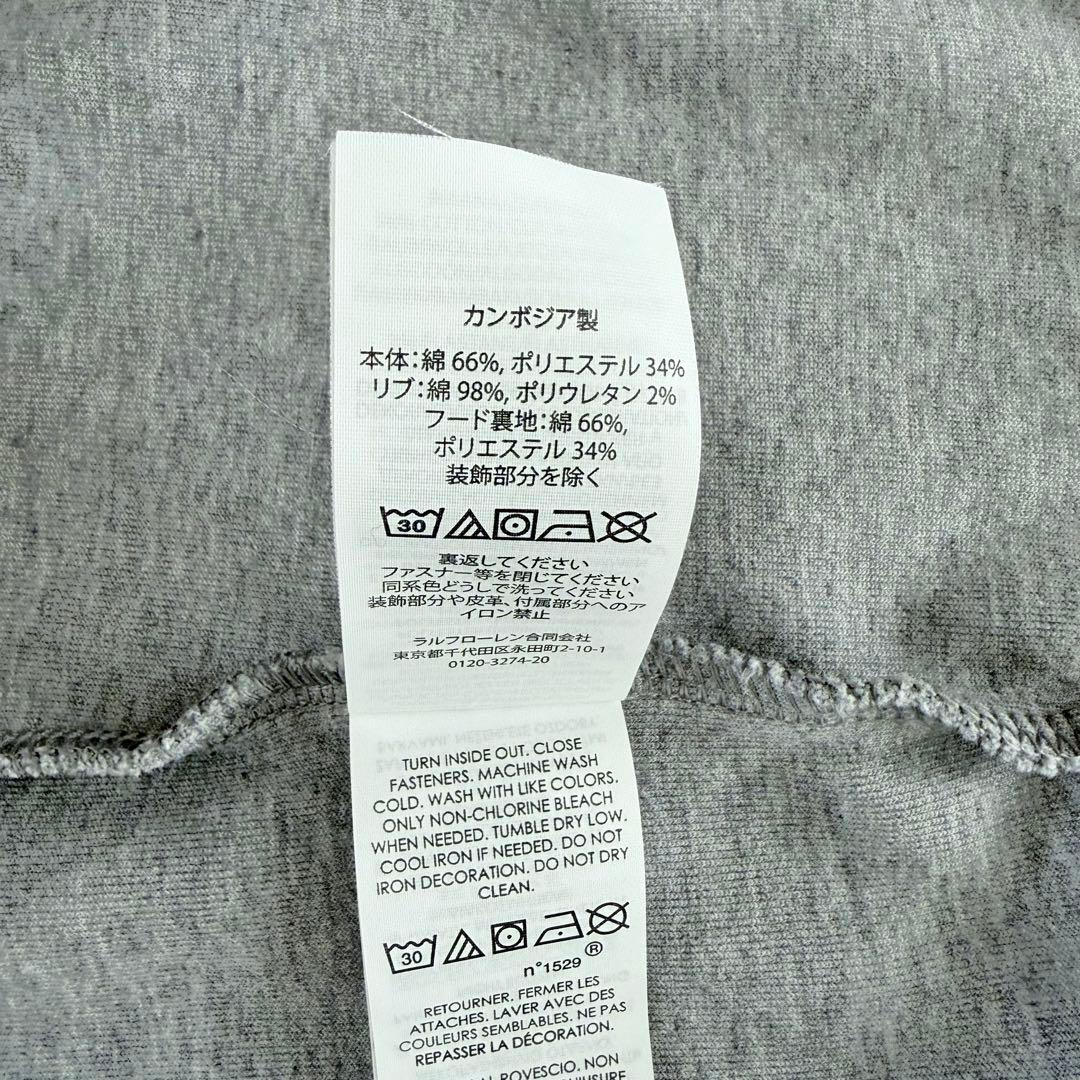 カンボジア製
本体：綿 66%, ポリエステル 34%
リブ：綿 98%, ポリウレタン 2%
フード裏地：綿 66%,
ポリエステル 34%
装飾部分を除く
30
裏返してください
ファスナー等を閉じてください
同系色どうしで洗ってください
装飾部分や皮革、付属部分へのア
イロン禁止
ラルフローレン合同会社
東京都千代田区永田町2-10-1
0120-3274-20
TURN INSIDE OUT. CLOSE
FASTENERS. MACHINE WASH
COLD. WASH WITH LIKE COLORS.
ONLY NON-CHLORINE BLEACH
WHEN NEEDED. TUMBLE DRY LOW.
COOL IRON IF NEEDED. DO NOT
IRON DECORATION. DO NOT DRY
CLEAN.
30
n°1529 ®
RETOURNER. FERMER LES
ATTACHES. LAVER AVEC DES
COULEURS SEMBLABLES. NE PAS
REPASSER LA DÉCORATION.
ROVESCIO. NON